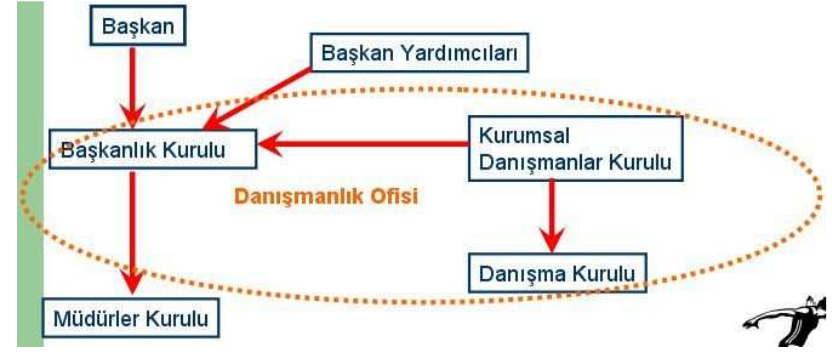 Başkan
Başkan Yardımcıları
Başkanlık Kurulu
Kurumsal
Danışmanlar Kurulu
Danışmanlık Ofisi
Danışma Kurulu
Müdürler Kurulu